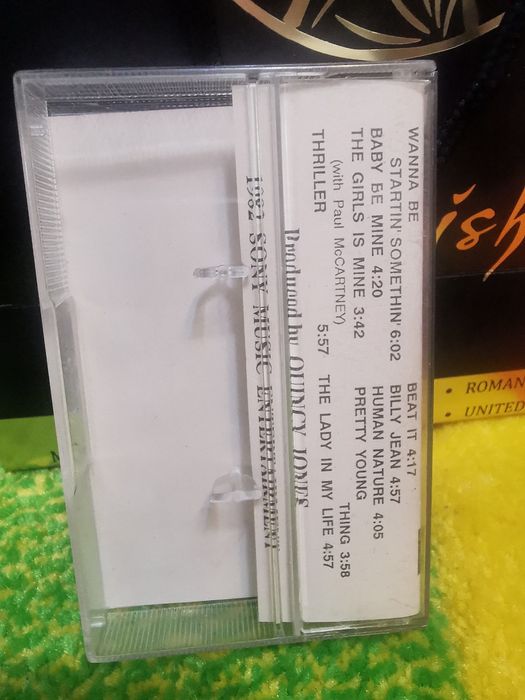 WANNA BE
STARTIN' SOMETHIN' 6:02
BABY БE MINE 4:20
THE GIRLS IS MINE 3:42
(with Paul McCARTNEY)
THRILLER 5:57
BEAT IT 4:17
BILLY JEAN 4:57
HUMAN NATURE 4:05
PRETTY YOUNG
THING 3:58
THE LADY IN MY LIFE 4:57
Produced by QUINCY JONES
1982 SONY MUSIC ENTERTAINMENT
ish
• ROMAN
• UNITED